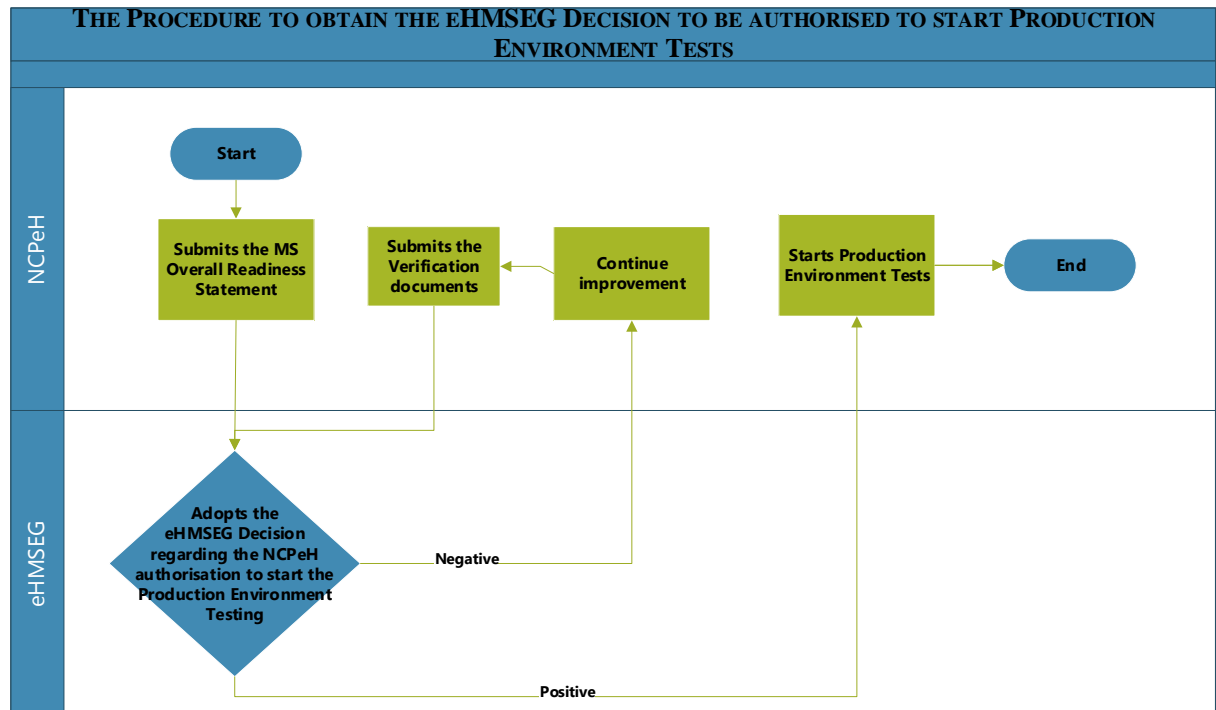 THE PROCEDURE TO OBTAIN THE eHMSEG DECISION TO BE AUTHORISED TO START PRODUCTION
ENVIRONMENT TESTS
NCPeH
Start
Submits the MS
Overall Readiness
Statement
Submits the
Verification
documents
Continue
improvement
Starts Production
Environment Tests
End
eHMSEG
Adopts the
eHMSEG Decision
regarding the NCPeH
authorisation to start the
Production Environment
Testing
Negative
Positive